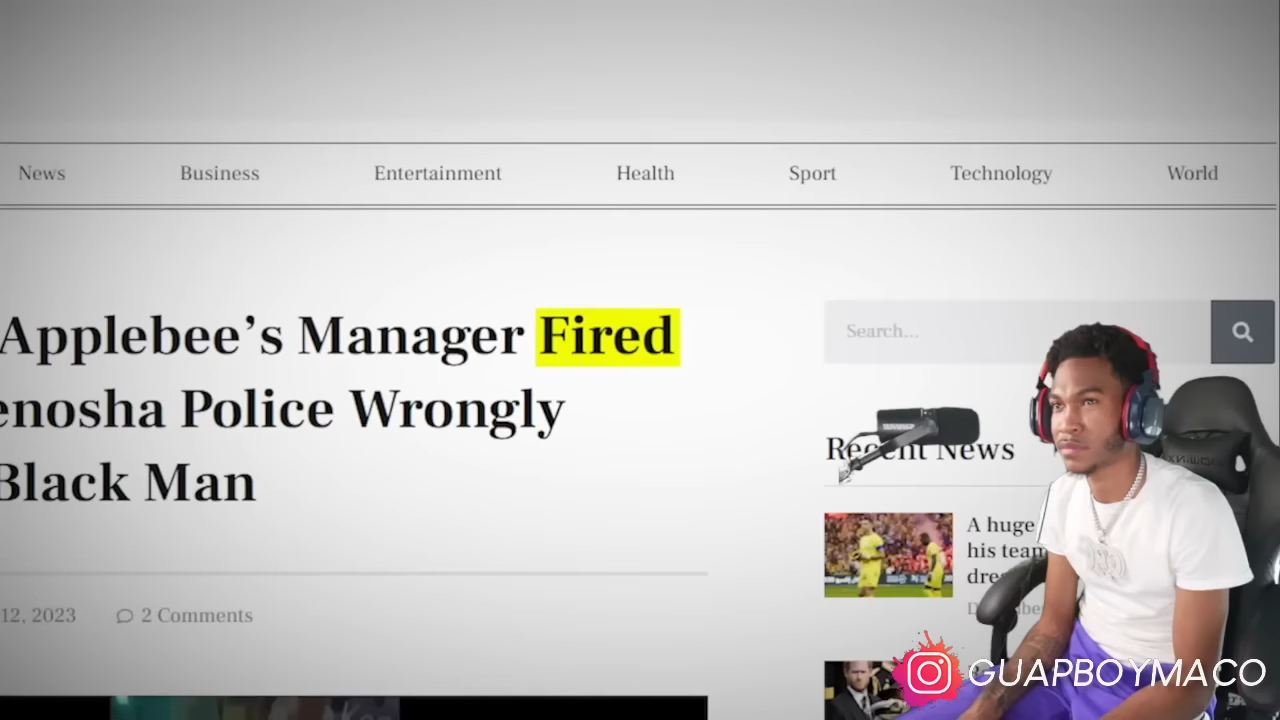 News Business Entertainment Health Sport Technology World
Applebee's Manager Fired
enosha Police Wrongly
Black Man
12, 2023 2 Comments
Search...
Recent News
A huge
his team
GUAPBOYMACO